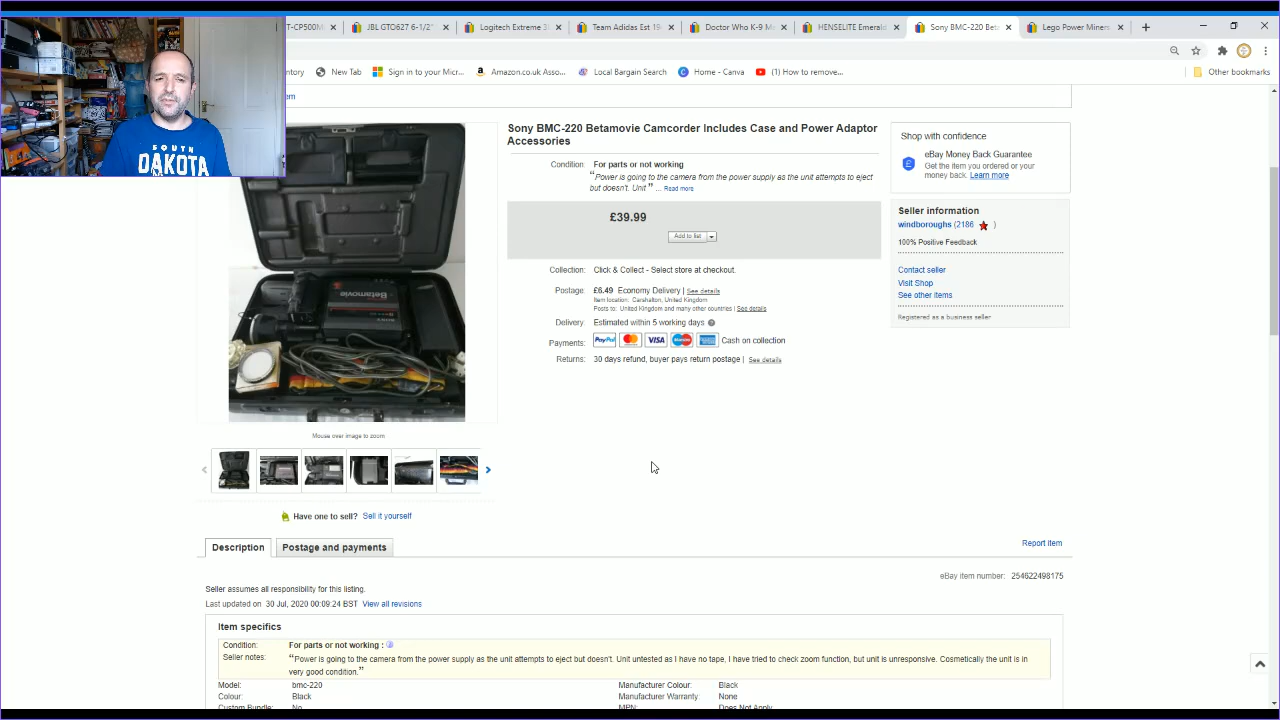 T-CP500M
JBL GTO627 6-1/2"
Logitech Extreme 3
Team Adidas Est 19
Doctor Who K-9 M
HENSELITE Emerald
Sony BMC-220 Bet
Lego Power Miners
ntory
New Tab
Sign in to your Micr...
Amazon.co.uk Asso...
Local Bargain Search
Home - Canva
(1) How to remove...
Other bookmarks
SOUTH
DAKOTA
Sony BMC-220 Betamovie Camcorder Includes Case and Power Adaptor
Accessories
Condition: For parts or not working
“Power is going to the camera from the power supply as the unit attempts to eject
but doesn't. Unit ” ... Read more
£39.99
Add to list
Collection: Click & Collect - Select store at checkout.
Postage: £6.49 Economy Delivery | See details
Item location: Carshalton, United Kingdom
Posts to: United Kingdom and many other countries | See details
Delivery: Estimated within 5 working days
Payments: PayPal VISA Cash on collection
Returns: 30 days refund, buyer pays return postage | See details
Shop with confidence
eBay Money Back Guarantee
Get the item you ordered or your
money back. Learn more
Seller information
windboroughs (2186 )
100% Positive Feedback
Contact seller
Visit Shop
See other items
Registered as a business seller
Betamovie
SONY
Mouse over image to zoom
Have one to sell? Sell it yourself
Description
Postage and payments
Report item
eBay item number: 254622498175
Seller assumes all responsibility for this listing.
Last updated on 30 Jul, 2020 00:09:24 BST View all revisions
Item specifics
Condition: For parts or not working :
Seller notes: “Power is going to the camera from the power supply as the unit attempts to eject but doesn't. Unit untested as I have no tape, I have tried to check zoom function, but unit is unresponsive. Cosmetically the unit is in
very good condition.”
Model: bmc-220 Manufacturer Colour: Black
Colour: Black Manufacturer Warranty: None
Custom Bundle: No MPN: Does Not Apply